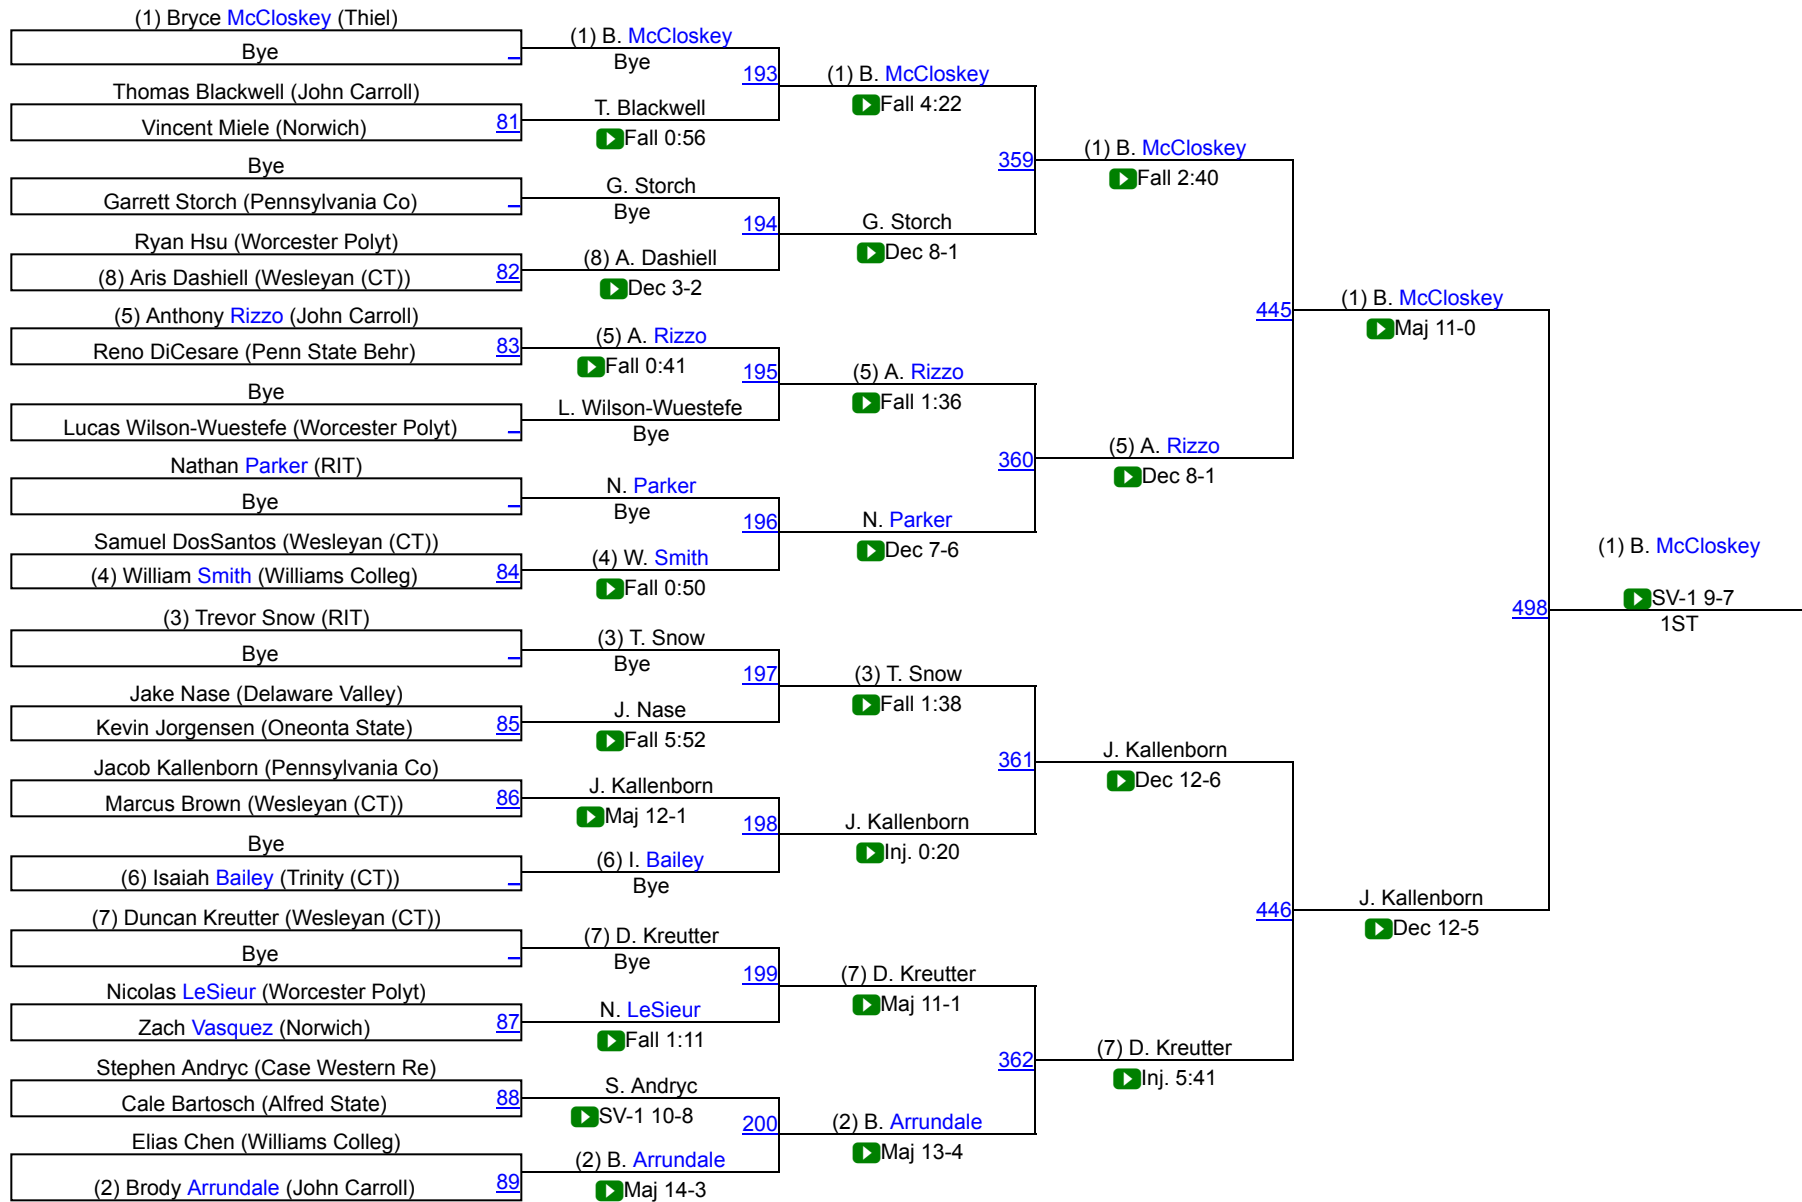 (1) Bryce McCloskey (Thiel)
Bye
Thomas Blackwell (John Carroll)
Vincent Miele (Norwich) 81
Bye
Garrett Storch (Pennsylvania Co)
Ryan Hsu (Worcester Polyt)
(8) Aris Dashiell (Wesleyan (CT)) 82
(5) Anthony Rizzo (John Carroll)
Reno DiCesare (Penn State Behr) 83
Bye
Lucas Wilson-Wuestefe (Worcester Polyt)
Nathan Parker (RIT)
Bye
Samuel DosSantos (Wesleyan (CT))
(4) William Smith (Williams Colleg) 84
(3) Trevor Snow (RIT)
Bye
Jake Nase (Delaware Valley)
Kevin Jorgensen (Oneonta State) 85
Jacob Kallenborn (Pennsylvania Co)
Marcus Brown (Wesleyan (CT)) 86
Bye
(6) Isaiah Bailey (Trinity (CT))
(7) Duncan Kreutter (Wesleyan (CT))
Bye
Nicolas LeSieur (Worcester Polyt)
Zach Vasquez (Norwich) 87
Stephen Andryc (Case Western Re)
Cale Bartosch (Alfred State) 88
Elias Chen (Williams Colleg)
(2) Brody Arrundale (John Carroll) 89
(1) B. McCloskey
Bye
193
T. Blackwell
Fall 0:56
G. Storch
Bye
194
(8) A. Dashiell
Dec 3-2
(5) A. Rizzo
Fall 0:41
195
L. Wilson-Wuestefe
Bye
N. Parker
Bye
196
(4) W. Smith
Fall 0:50
(3) T. Snow
Bye
197
J. Nase
Fall 5:52
J. Kallenborn
Maj 12-1
198
(6) I. Bailey
Bye
(7) D. Kreutter
Bye
199
N. LeSieur
Fall 1:11
S. Andryc
SV-1 10-8
200
(2) B. Arrundale
Maj 14-3
(1) B. McCloskey
Fall 4:22
359
G. Storch
Dec 8-1
(5) A. Rizzo
Fall 1:36
360
N. Parker
Dec 7-6
(3) T. Snow
Fall 1:38
361
J. Kallenborn
Inj. 0:20
(7) D. Kreutter
Maj 11-1
362
(2) B. Arrundale
Maj 13-4
(1) B. McCloskey
Fall 2:40
445
(5) A. Rizzo
Dec 8-1
J. Kallenborn
Dec 12-6
446
(7) D. Kreutter
Inj. 5:41
(1) B. McCloskey
Maj 11-0
498
J. Kallenborn
Dec 12-5
(1) B. McCloskey
SV-1 9-7
1ST